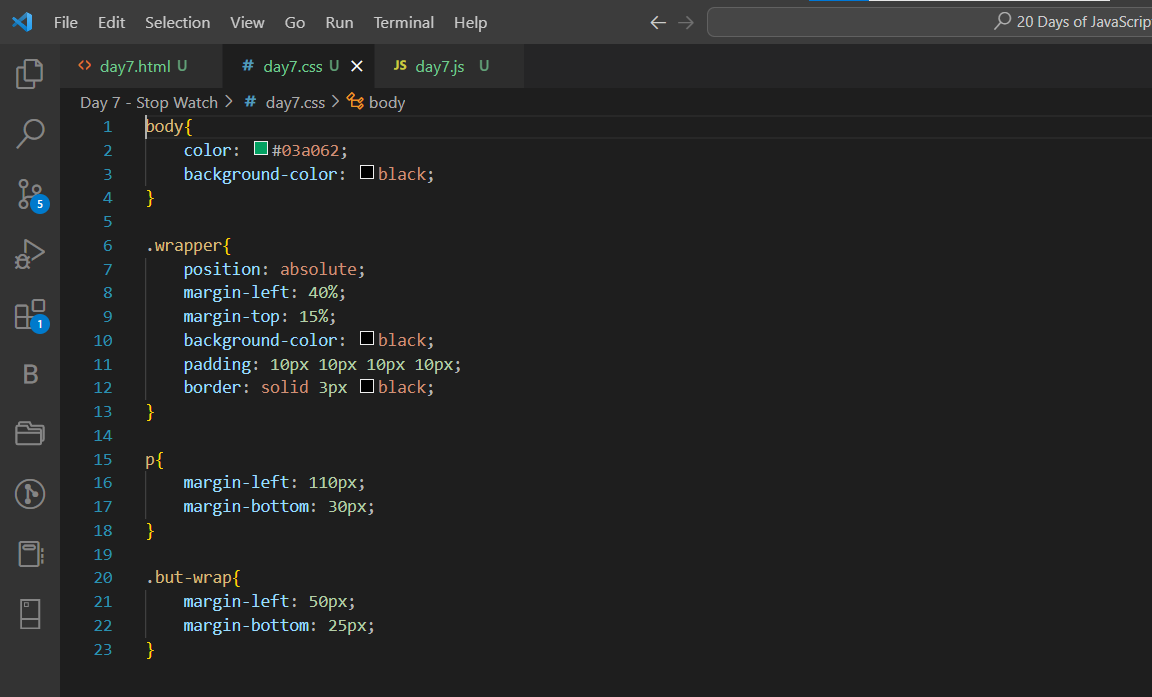 File Edit Selection View Go Run Terminal Help 20 Days of JavaScrip
<> day7.html U # day7.css U JS day7.js U
Day 7 - Stop Watch > # day7.css > body
1 body{
2 color: #03a062;
3 background-color: black;
4 }
5
6 .wrapper{
7 position: absolute;
8 margin-left: 40%;
9 margin-top: 15%;
10 background-color: black;
11 padding: 10px 10px 10px 10px;
12 border: solid 3px black;
13 }
14
15 p{
16 margin-left: 110px;
17 margin-bottom: 30px;
18 }
19
20 .but-wrap{
21 margin-left: 50px;
22 margin-bottom: 25px;
23 }
5
1
B